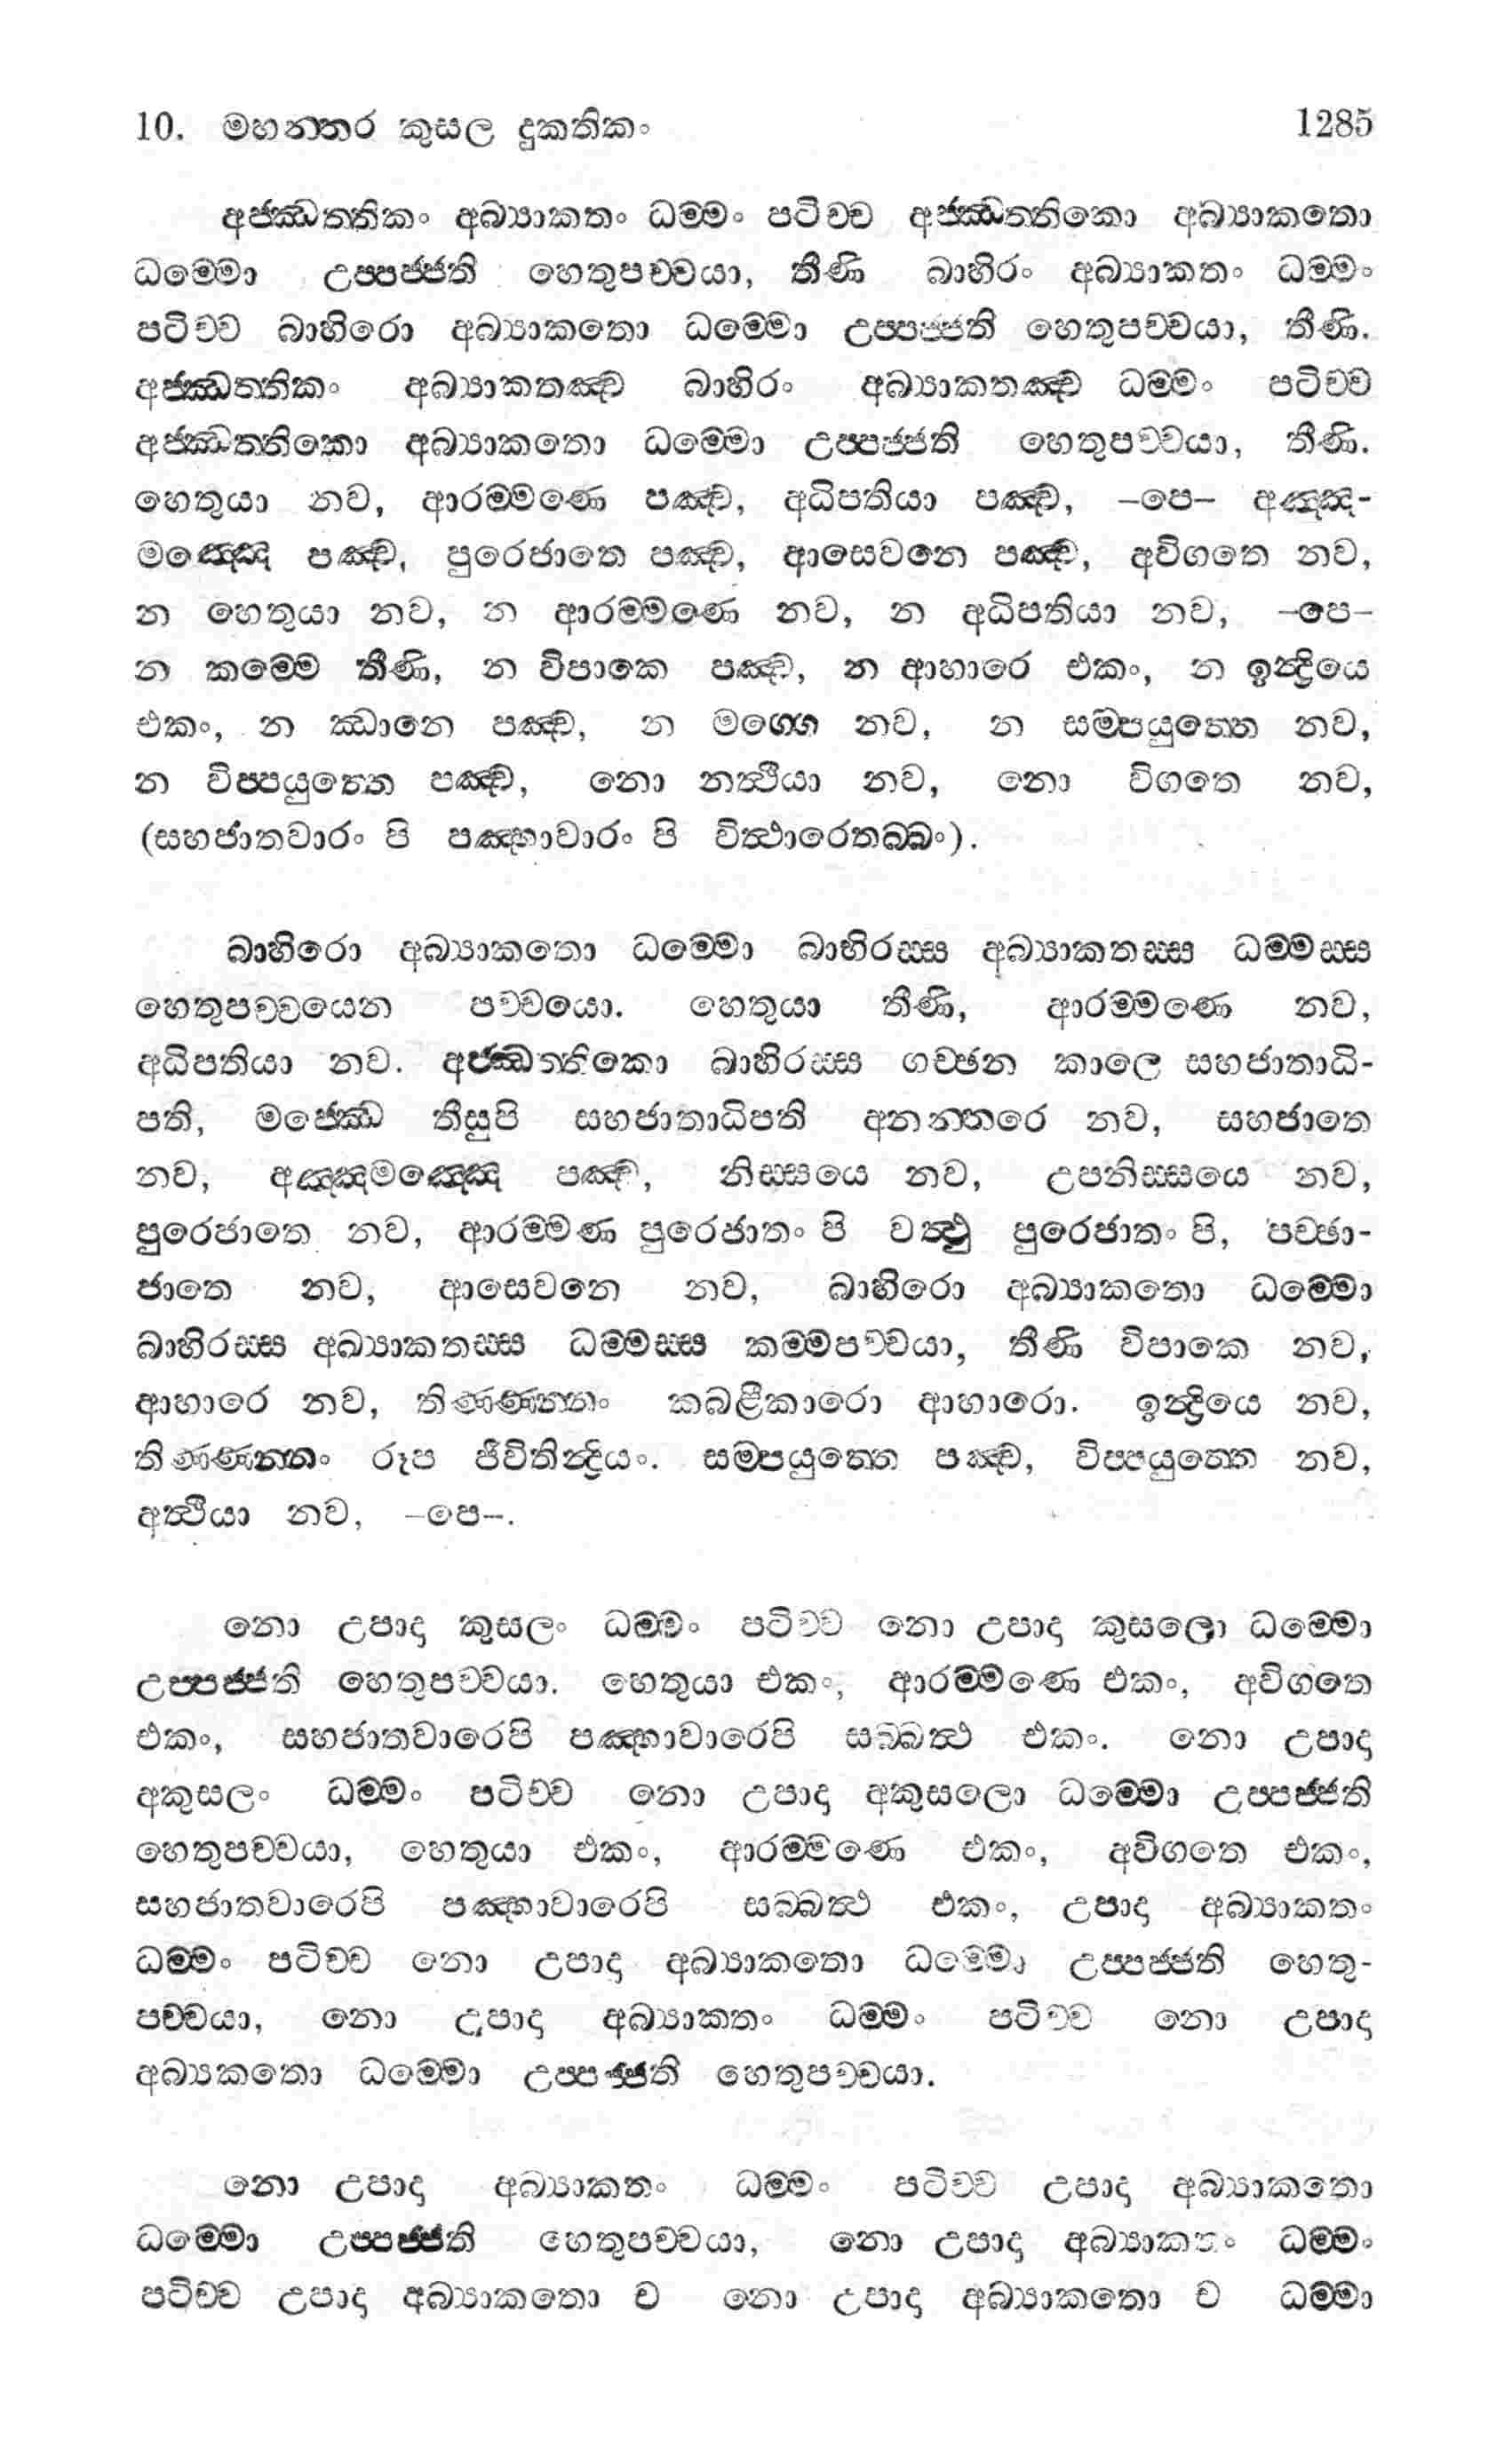 10. මහන්තර කුසල දුකතිකං 1285
අජ්ඣත්තිකං අබ්‍යාකතං ධම්මං පටිච්ච අජ්ඣත්තිකො අබ්‍යාකතො
ධම්මො උප්පජ්ජති හෙතුපච්චයා, තීණි බාහිරං අබ්‍යාකතං ධම්මං
පටිච්ච බාහිරො අබ්‍යාකතො ධම්මො උප්පජ්ජති හෙතුපච්චයා, තීණි.
අජ්ඣත්තිකං අබ්‍යාකතඤ්ච බාහිරං අබ්‍යාකතඤ්ච ධම්මං පටිච්ච
අජ්ඣත්තිකො අබ්‍යාකතො ධම්මො උප්පජ්ජති හෙතුපච්චයා, තීණි.
හෙතුයා නව, ආරම්මණෙ පඤ්ච, අධිපතියා පඤ්ච, –පෙ– අඤ්ඤ-
මඤ්ඤෙ පඤ්ච, පුරෙජාතෙ පඤ්ච, ආසෙවනෙ පඤ්ච, අවිගතෙ නව,
න හෙතුයා නව, න ආරම්මණෙ නව, න අධිපතියා නව, –පෙ–
න කම්මෙ තීණි, න විපාකෙ පඤ්ච, න ආහාරෙ එකං, න ඉන්ද්‍රියෙ
එකං, න ඣානෙ පඤ්ච, න මග්ගෙ නව, න සම්පයුත්තෙ නව,
න විප්පයුත්තෙ පඤ්ච, නො නත්ථියා නව, නො විගතෙ නව,
(සහජාතවාරං පි පඤ්හාවාරං පි විත්ථාරෙතබ්බං).
බාහිරො අබ්‍යාකතො ධම්මො බාහිරස්ස අබ්‍යාකතස්ස ධම්මස්ස
හෙතුපච්චයෙන පච්චයො. හෙතුයා තීණි, ආරම්මණෙ නව,
අධිපතියා නව. අජ්ඣත්තිකො බාහිරස්ස ගච්ඡන කාලෙ සහජාතාධි-
පති, මජ්ඣෙ තීසුපි සහජාතාධිපති අනන්තරෙ නව, සහජාතෙ
නව, අඤ්ඤමඤ්ඤෙ පඤ්ච, නිස්සයෙ නව, උපනිස්සයෙ නව,
පුරෙජාතෙ නව, ආරම්මණ පුරෙජාතං පි වත්ථු පුරෙජාතං පි, පච්ඡා-
ජාතෙ නව, ආසෙවනෙ නව, බාහිරො අබ්‍යාකතො ධම්මො
බාහිරස්ස අබ්‍යාකතස්ස ධම්මස්ස කම්මපච්චයා, තීණි විපාකෙ නව,
ආහාරෙ නව, තිණ්ණන්නං කබළීකාරො ආහාරො. ඉන්ද්‍රියෙ නව,
තිණ්ණන්නං රූප ජීවිතින්ද්‍රියං. සම්පයුත්තෙ පඤ්ච, විප්පයුත්තෙ නව,
අත්ථියා නව, –පෙ–.
නො උපාදා කුසලං ධම්මං පටිච්ච නො උපාදා කුසලො ධම්මො
උප්පජ්ජති හෙතුපච්චයා. හෙතුයා එකං, ආරම්මණෙ එකං, අවිගතෙ
එකං, සහජාතවාරෙපි පඤ්හාවාරෙපි සබ්බත්ථ එකං. නො උපාදා
අකුසලං ධම්මං පටිච්ච නො උපාදා අකුසලො ධම්මො උප්පජ්ජති
හෙතුපච්චයා, හෙතුයා එකං, ආරම්මණෙ එකං, අවිගතෙ එකං,
සහජාතවාරෙපි පඤ්හාවාරෙපි සබ්බත්ථ එකං, උපාදා අබ්‍යාකතං
ධම්මං පටිච්ච නො උපාදා අබ්‍යාකතො ධම්මො උප්පජ්ජති හෙතු-
පච්චයා, නො උපාදා අබ්‍යාකතං ධම්මං පටිච්ච නො උපාදා
අබ්‍යකතො ධම්මො උප්පජ්ජති හෙතුපච්චයා.
නො උපාදා අබ්‍යාකතං ධම්මං පටිච්ච උපාදා අබ්‍යාකතො
ධම්මො උප්පජ්ජති හෙතුපච්චයා, නො උපාදා අබ්‍යාකතං ධම්මං
පටිච්ච උපාදා අබ්‍යාකතො ච නො උපාදා අබ්‍යාකතො ච ධම්මා